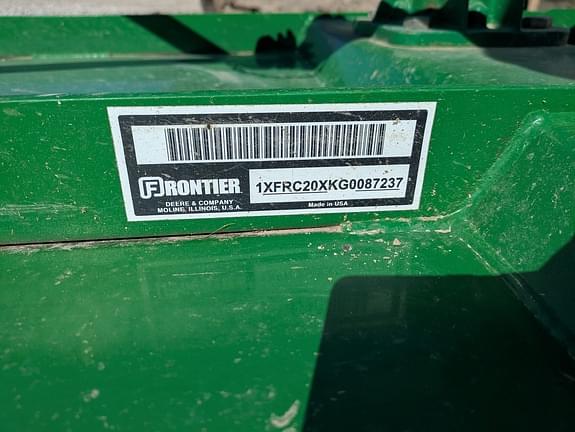 FRONTIER
DEERE & COMPANY
MOLINE, ILLINOIS, U.S.A.
1XFRC20XKG0087237
Made in USA